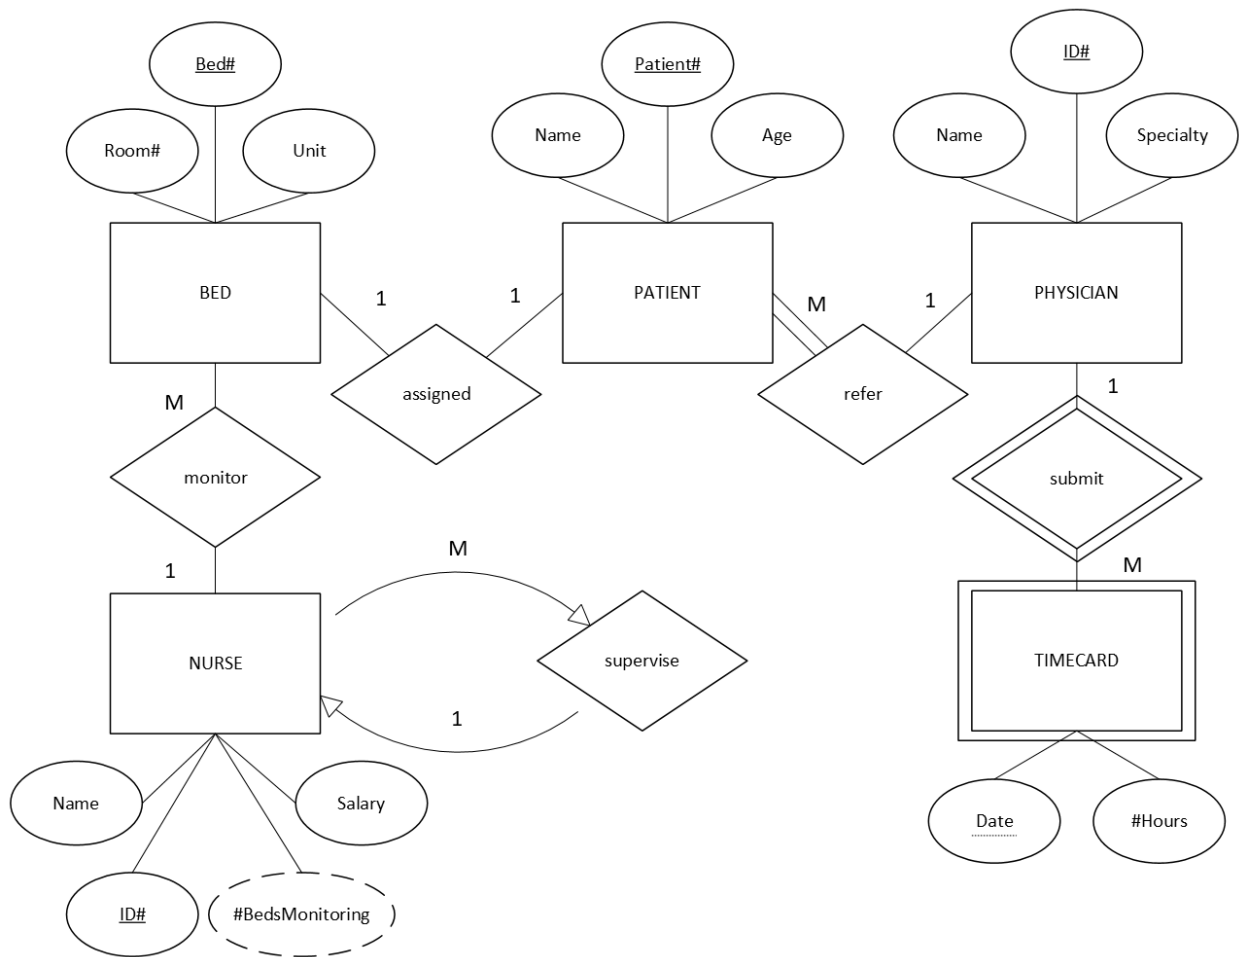 Bed#
Room#
Unit
BED
Patient#
Name
Age
PATIENT
ID#
Name
Specialty
PHYSICIAN
1
1
assigned
M
1
refer
M
monitor
1
1
submit
M
NURSE
M
supervise
1
TIMECARD
Name
Salary
ID#
#BedsMonitoring
Date
#Hours